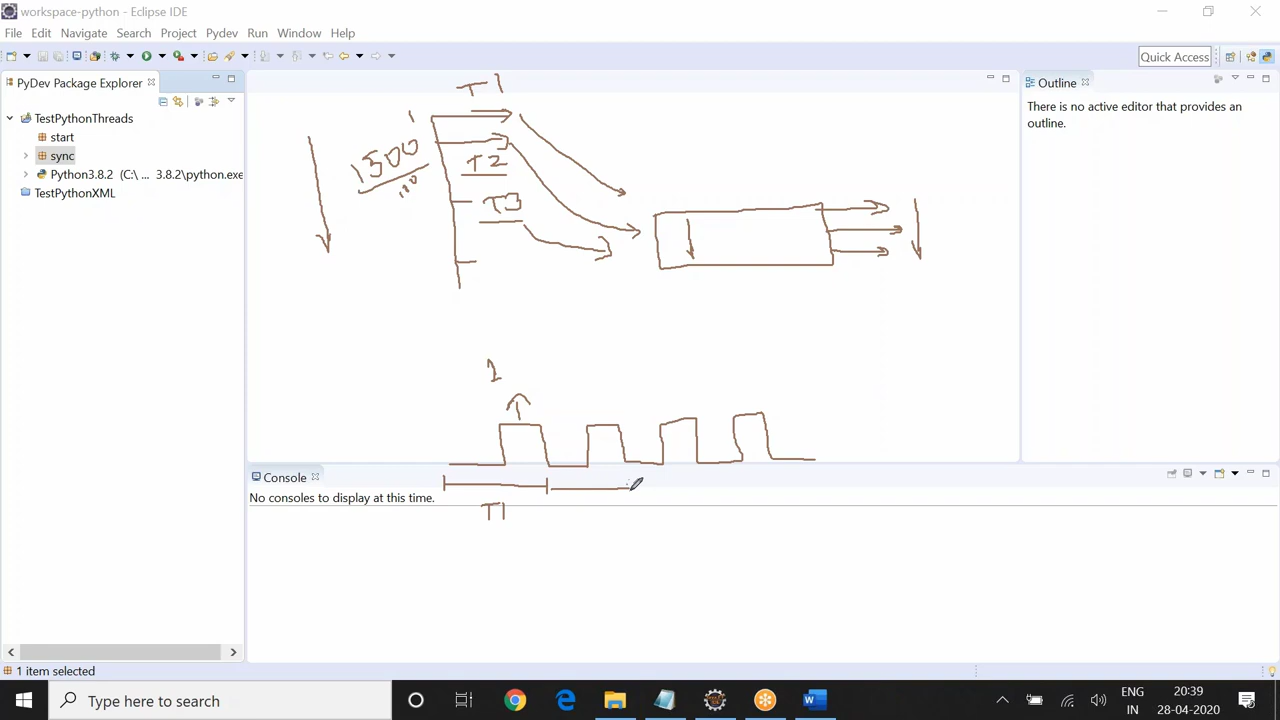 workspace-python - Eclipse IDE
File Edit Navigate Search Project Pydev Run Window Help
Quick Access
PyDev Package Explorer
TestPythonThreads
start
sync
Python3.8.2 (C:\ ... 3.8.2\python.exe
TestPythonXML
T1
1
1500
100
T2
T3
1
T1
Outline
There is no active editor that provides an
outline.
Console
No consoles to display at this time.
1 item selected
Type here to search
ENG
IN
20:39
28-04-2020